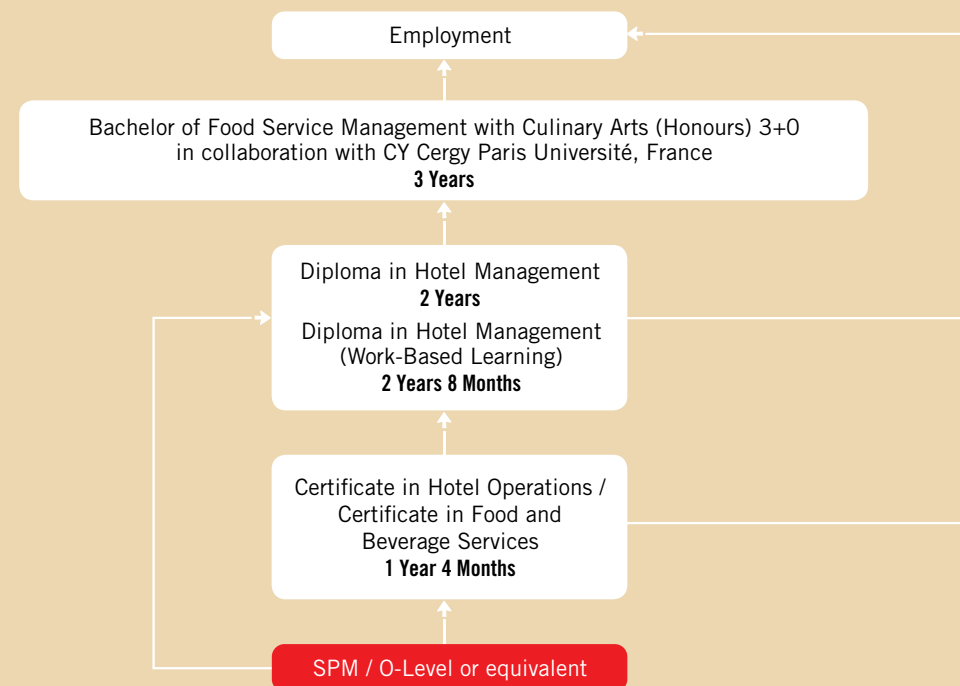 Employment
Bachelor of Food Service Management with Culinary Arts (Honours) 3+0
in collaboration with CY Cergy Paris Université, France
3 Years
Diploma in Hotel Management
2 Years
Diploma in Hotel Management
(Work-Based Learning)
2 Years 8 Months
Certificate in Hotel Operations /
Certificate in Food and
Beverage Services
1 Year 4 Months
SPM / O-Level or equivalent